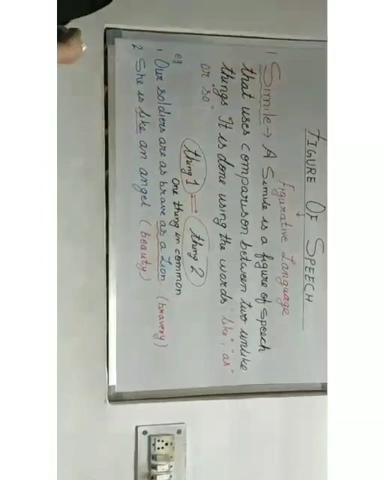 FIGURE OF SPEECH
Figurative Language
1 Simile → A Simile is a figure of speech
that uses comparison between two unlike
things. It is done using the words "like", "as"
or "so"
thing 1 thing 2
One thing in common
eg
1. Our soldiers are as brave as a Lion (bravery)
2 She is like an angel (beauty)